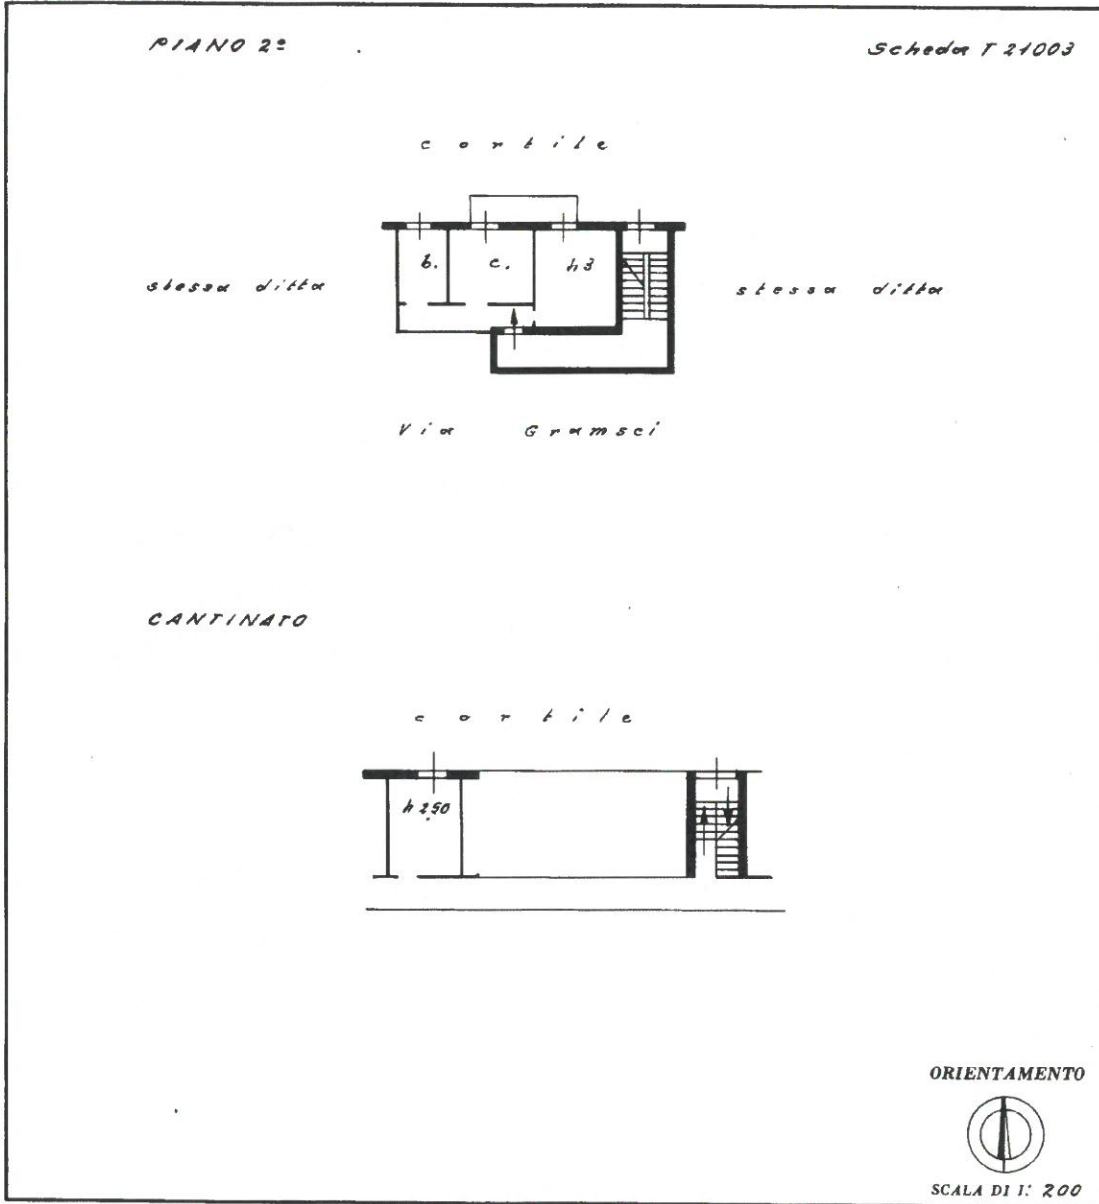 PIANO 2º
Scheda T 21003
cortile
b. c. h3
stessa ditta
stessa ditta
Via Gramsci
CANTINATO
cortile
h 2,50
ORIENTAMENTO
SCALA DI 1: 200